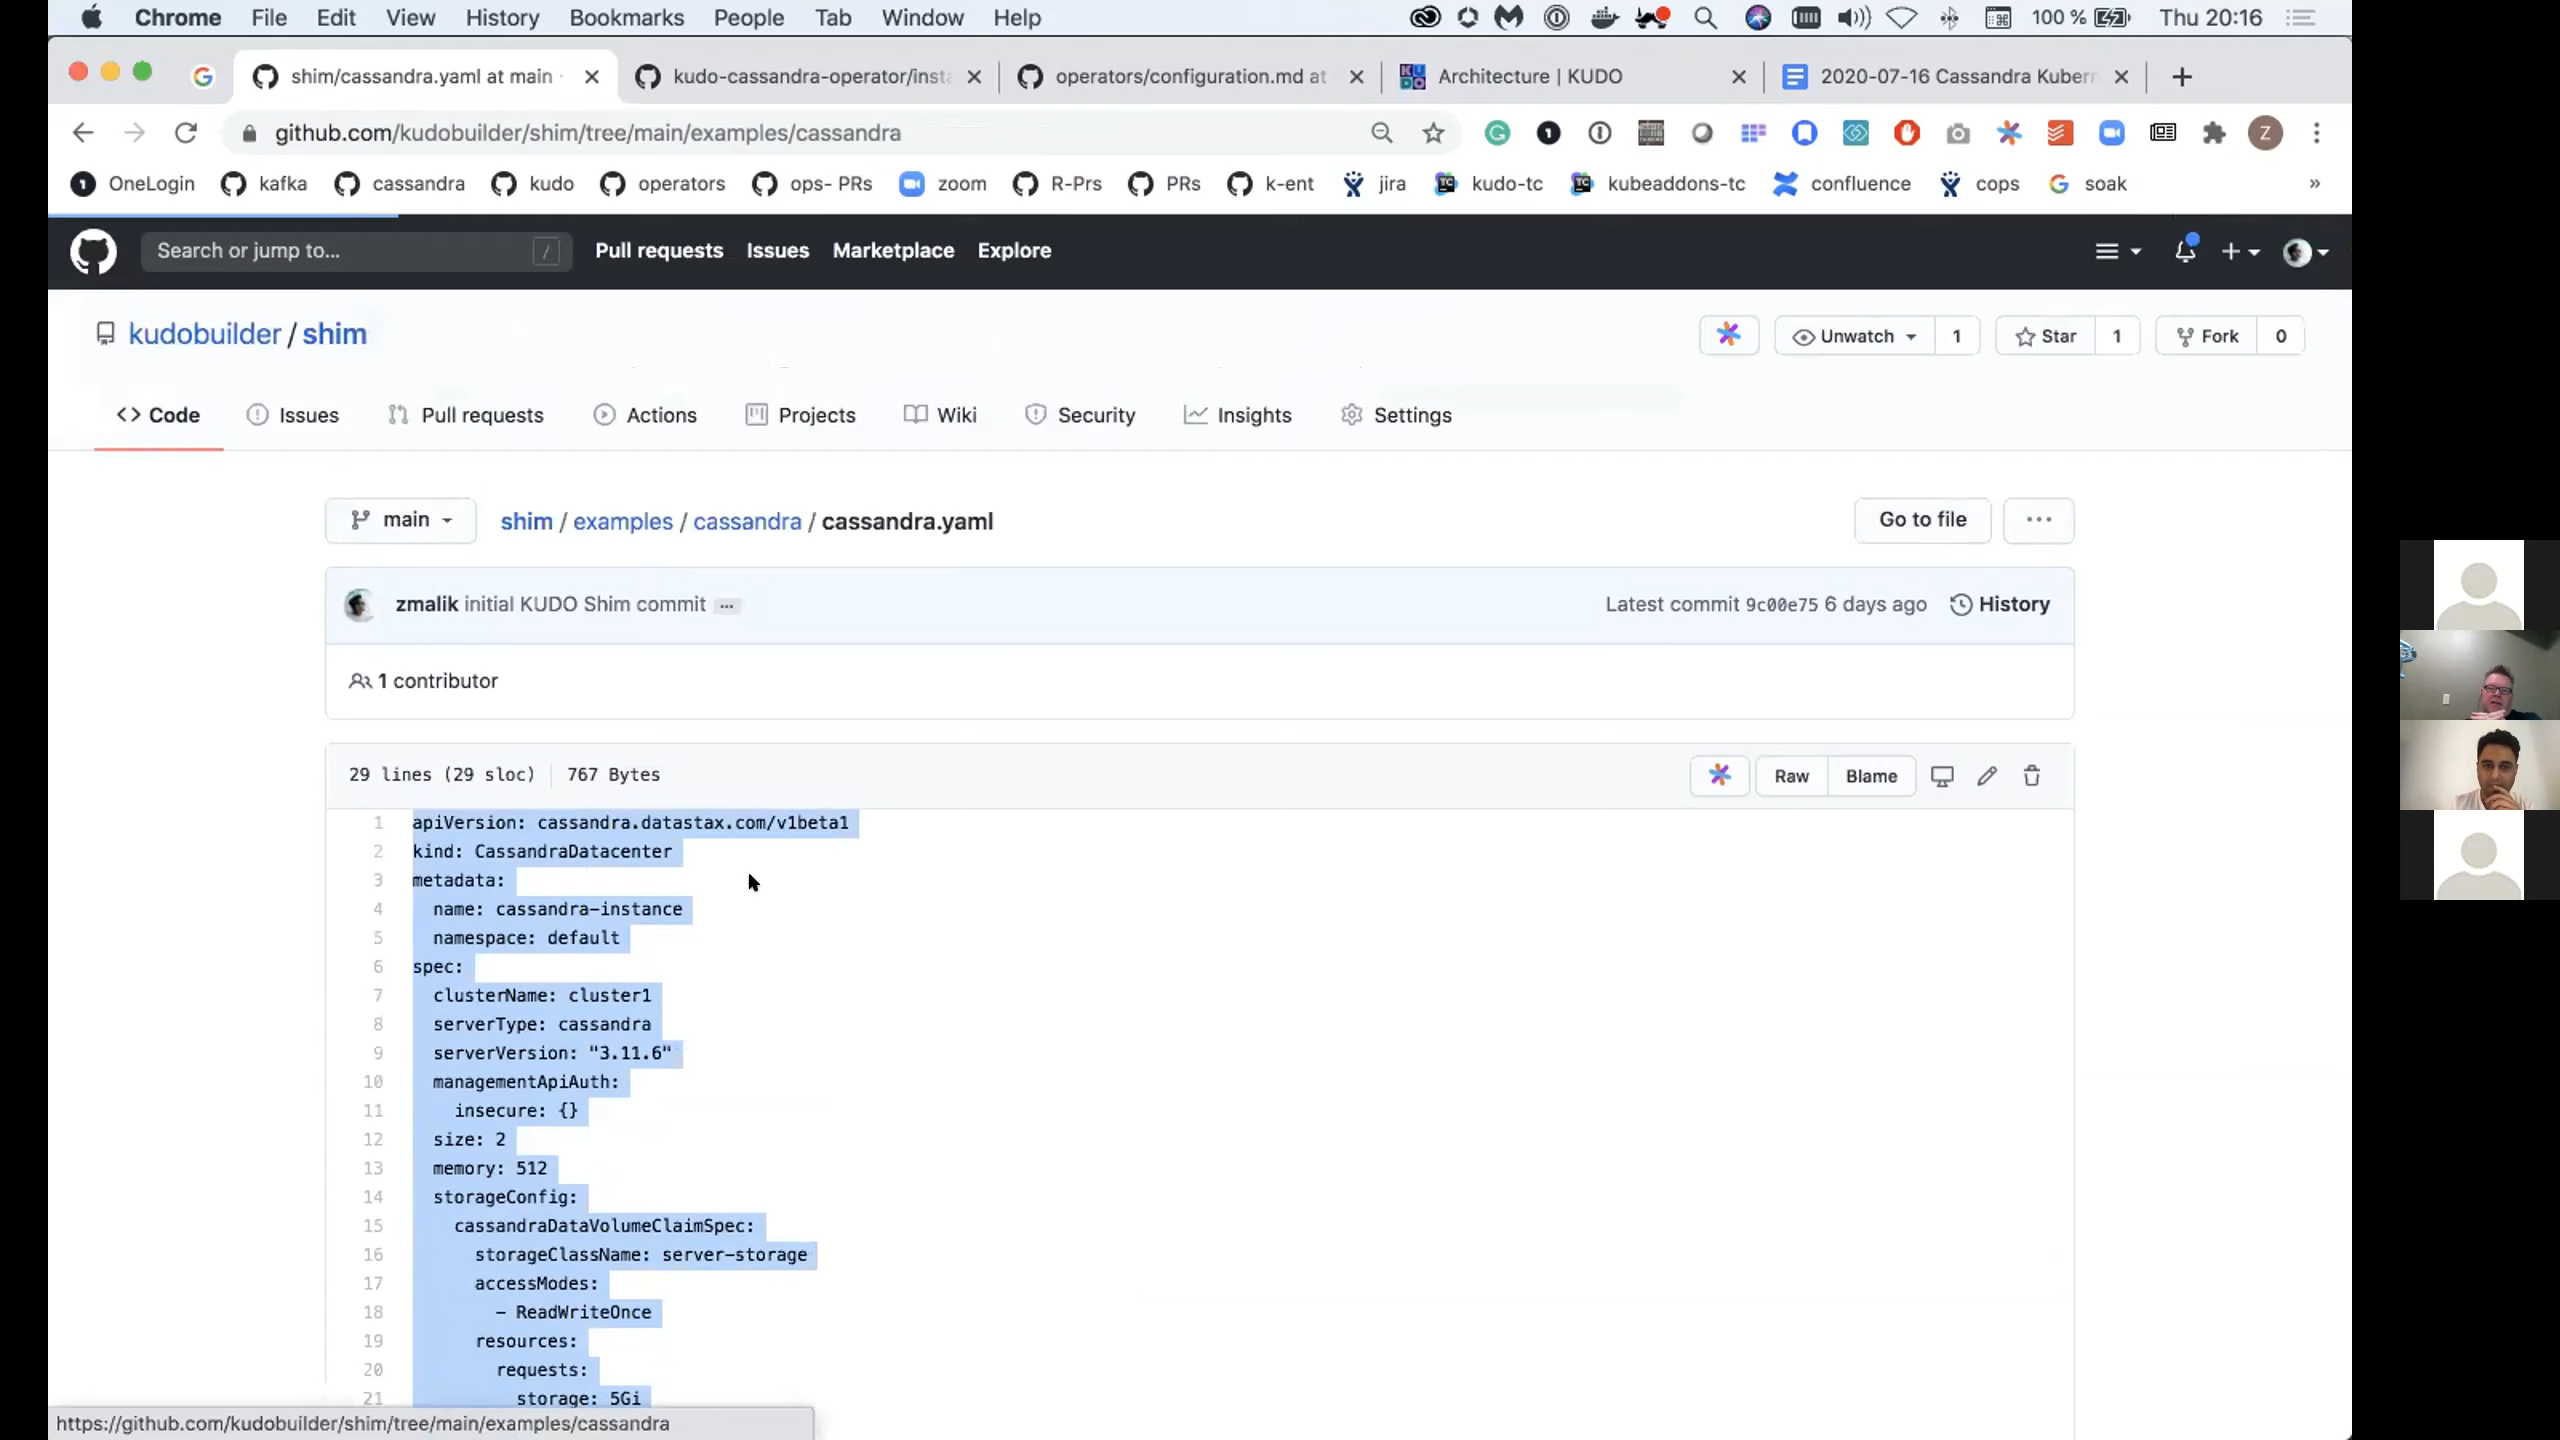 Chrome File Edit View History Bookmarks People Tab Window Help 100 % Thu 20:16
shim/cassandra.yaml at main · kudo-cassandra-operator/insta operators/configuration.md at Architecture | KUDO 2020-07-16 Cassandra Kubern
github.com/kudobuilder/shim/tree/main/examples/cassandra Z
OneLogin kafka cassandra kudo operators ops- PRs zoom R-Prs PRs k-ent jira kudo-tc kubeaddons-tc confluence cops soak »
Search or jump to... / Pull requests Issues Marketplace Explore
kudobuilder / shim Unwatch 1 Star 1 Fork 0
Code Issues Pull requests Actions Projects Wiki Security Insights Settings
main shim / examples / cassandra / cassandra.yaml Go to file ...
zmalik initial KUDO Shim commit ... Latest commit 9c00e75 6 days ago History
1 contributor
29 lines (29 sloc) 767 Bytes Raw Blame
1 apiVersion: cassandra.datastax.com/v1beta1
2 kind: CassandraDatacenter
3 metadata:
4 name: cassandra-instance
5 namespace: default
6 spec:
7 clusterName: cluster1
8 serverType: cassandra
9 serverVersion: "3.11.6"
10 managementApiAuth:
11 insecure: {}
12 size: 2
13 memory: 512
14 storageConfig:
15 cassandraDataVolumeClaimSpec:
16 storageClassName: server-storage
17 accessModes:
18 - ReadWriteOnce
19 resources:
20 requests:
21 storage: 5Gi
https://github.com/kudobuilder/shim/tree/main/examples/cassandra